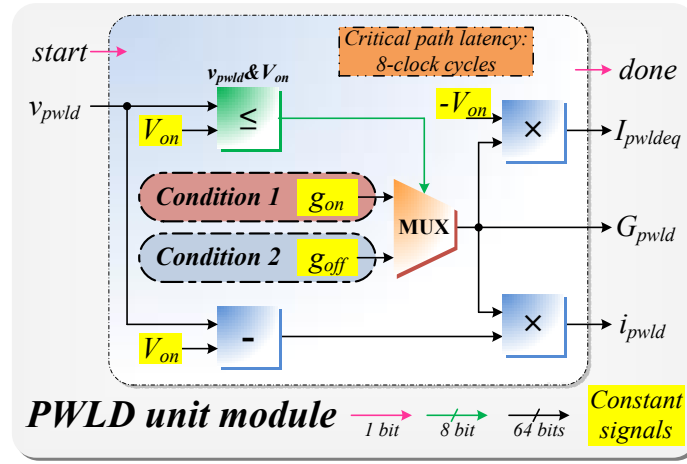 start
Critical path latency:
8-clock cycles
done
v_pwld & V_on
v_pwld
V_on
≤
-V_on
×
I_pwldeq
Condition 1 g_on
MUX
G_pwld
Condition 2 g_off
V_on
-
×
i_pwld
PWLD unit module
1 bit
8 bit
64 bits
Constant
signals